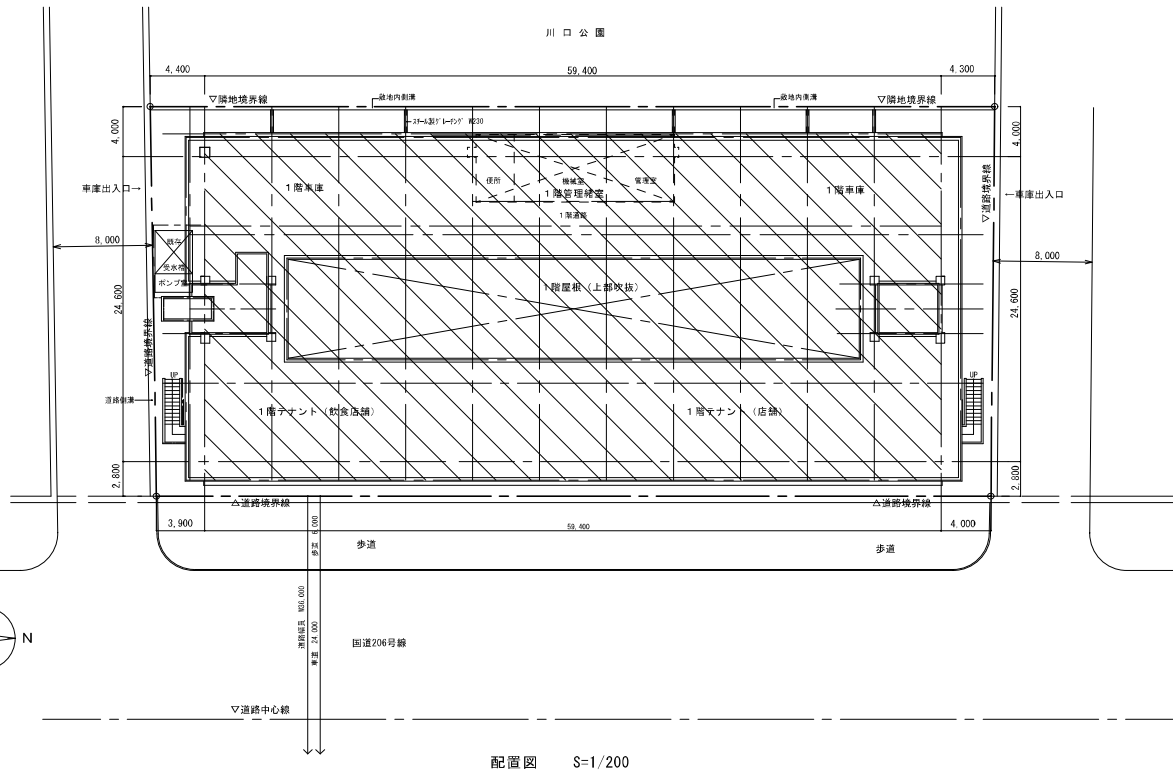 川口公園
4,400
59,400
4,300
▽隣地境界線
敷地内側溝
敷地内側溝
▽隣地境界線
4,000
スチール製グレーチング W230
4,000
1階車庫
便所
機械室
管理室
1階車庫
車庫出入口→
1階管理諸室
←車庫出入口
1階通路
▽道路境界線
8,000
既存
受水槽
ポンプ室
8,000
1階屋根（上部吹抜）
24,600
24,600
▽道路境界線
UP
UP
道路側溝
1階テナント（飲食店舗）
1階テナント（店舗）
2,800
2,800
△道路境界線
△道路境界線
3,900
59,400
4,000
歩道 6,000
歩道
歩道
道路幅員 W36,000
車道 24,000
N
国道206号線
▽道路中心線
配置図 S=1/200